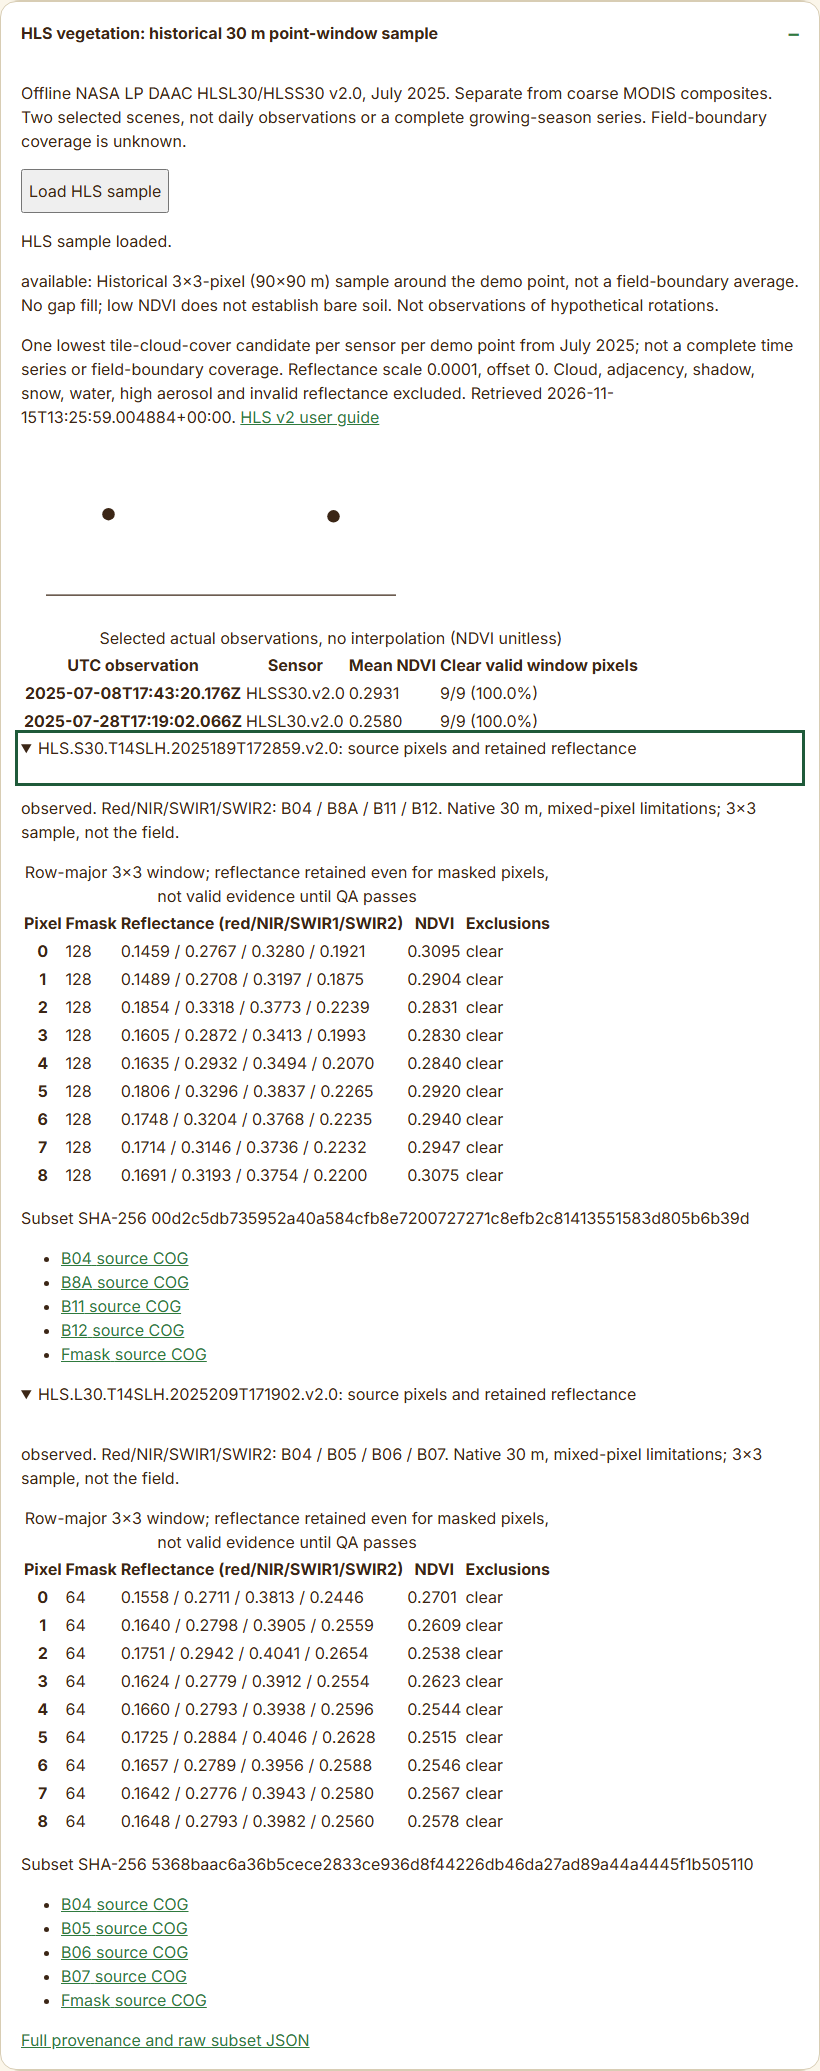 HLS vegetation: historical 30 m point-window sample
−
Offline NASA LP DAAC HLSL30/HLSS30 v2.0, July 2025. Separate from coarse MODIS composites.
Two selected scenes, not daily observations or a complete growing-season series. Field-boundary
coverage is unknown.
Load HLS sample
HLS sample loaded.
available: Historical 3×3-pixel (90×90 m) sample around the demo point, not a field-boundary average.
No gap fill; low NDVI does not establish bare soil. Not observations of hypothetical rotations.
One lowest tile-cloud-cover candidate per sensor per demo point from July 2025; not a complete time
series or field-boundary coverage. Reflectance scale 0.0001, offset 0. Cloud, adjacency, shadow,
snow, water, high aerosol and invalid reflectance excluded. Retrieved 2026-11-
15T13:25:59.004884+00:00. HLS v2 user guide
Selected actual observations, no interpolation (NDVI unitless)
UTC observation Sensor Mean NDVI Clear valid window pixels
2025-07-08T17:43:20.176Z HLSS30.v2.0 0.2931 9/9 (100.0%)
2025-07-28T17:19:02.066Z HLSL30.v2.0 0.2580 9/9 (100.0%)
▼ HLS.S30.T14SLH.2025189T172859.v2.0: source pixels and retained reflectance
observed. Red/NIR/SWIR1/SWIR2: B04 / B8A / B11 / B12. Native 30 m, mixed-pixel limitations; 3×3
sample, not the field.
Row-major 3×3 window; reflectance retained even for masked pixels,
not valid evidence until QA passes
Pixel Fmask Reflectance (red/NIR/SWIR1/SWIR2) NDVI Exclusions
0 128 0.1459 / 0.2767 / 0.3280 / 0.1921 0.3095 clear
1 128 0.1489 / 0.2708 / 0.3197 / 0.1875 0.2904 clear
2 128 0.1854 / 0.3318 / 0.3773 / 0.2239 0.2831 clear
3 128 0.1605 / 0.2872 / 0.3413 / 0.1993 0.2830 clear
4 128 0.1635 / 0.2932 / 0.3494 / 0.2070 0.2840 clear
5 128 0.1806 / 0.3296 / 0.3837 / 0.2265 0.2920 clear
6 128 0.1748 / 0.3204 / 0.3768 / 0.2235 0.2940 clear
7 128 0.1714 / 0.3146 / 0.3736 / 0.2232 0.2947 clear
8 128 0.1691 / 0.3193 / 0.3754 / 0.2200 0.3075 clear
Subset SHA-256 00d2c5db735952a40a584cfb8e7200727271c8efb2c81413551583d805b6b39d
• B04 source COG
• B8A source COG
• B11 source COG
• B12 source COG
• Fmask source COG
▼ HLS.L30.T14SLH.2025209T171902.v2.0: source pixels and retained reflectance
observed. Red/NIR/SWIR1/SWIR2: B04 / B05 / B06 / B07. Native 30 m, mixed-pixel limitations; 3×3
sample, not the field.
Row-major 3×3 window; reflectance retained even for masked pixels,
not valid evidence until QA passes
Pixel Fmask Reflectance (red/NIR/SWIR1/SWIR2) NDVI Exclusions
0 64 0.1558 / 0.2711 / 0.3813 / 0.2446 0.2701 clear
1 64 0.1640 / 0.2798 / 0.3905 / 0.2559 0.2609 clear
2 64 0.1751 / 0.2942 / 0.4041 / 0.2654 0.2538 clear
3 64 0.1624 / 0.2779 / 0.3912 / 0.2554 0.2623 clear
4 64 0.1660 / 0.2793 / 0.3938 / 0.2596 0.2544 clear
5 64 0.1725 / 0.2884 / 0.4046 / 0.2628 0.2515 clear
6 64 0.1657 / 0.2789 / 0.3956 / 0.2588 0.2546 clear
7 64 0.1642 / 0.2776 / 0.3943 / 0.2580 0.2567 clear
8 64 0.1648 / 0.2793 / 0.3982 / 0.2560 0.2578 clear
Subset SHA-256 5368baac6a36b5cece2833ce936d8f44226db46da27ad89a44a4445f1b505110
• B04 source COG
• B05 source COG
• B06 source COG
• B07 source COG
• Fmask source COG
Full provenance and raw subset JSON